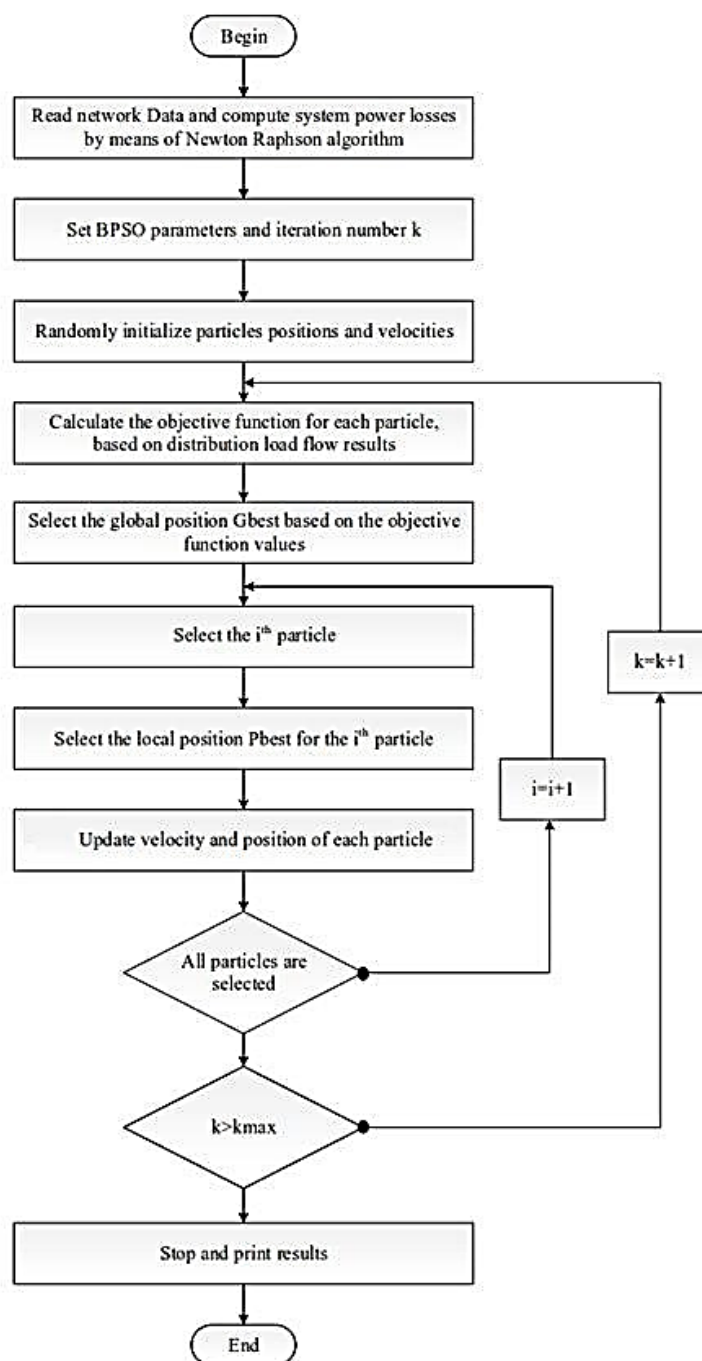 Begin
Read network Data and compute system power losses
by means of Newton Raphson algorithm
Set BPSO parameters and iteration number k
Randomly initialize particles positions and velocities
Calculate the objective function for each particle,
based on distribution load flow results
Select the global position Gbest based on the objective
function values
Select the iᵗʰ particle
k=k+1
Select the local position Pbest for the iᵗʰ particle
i=i+1
Update velocity and position of each particle
All particles are
selected
k>kmax
Stop and print results
End